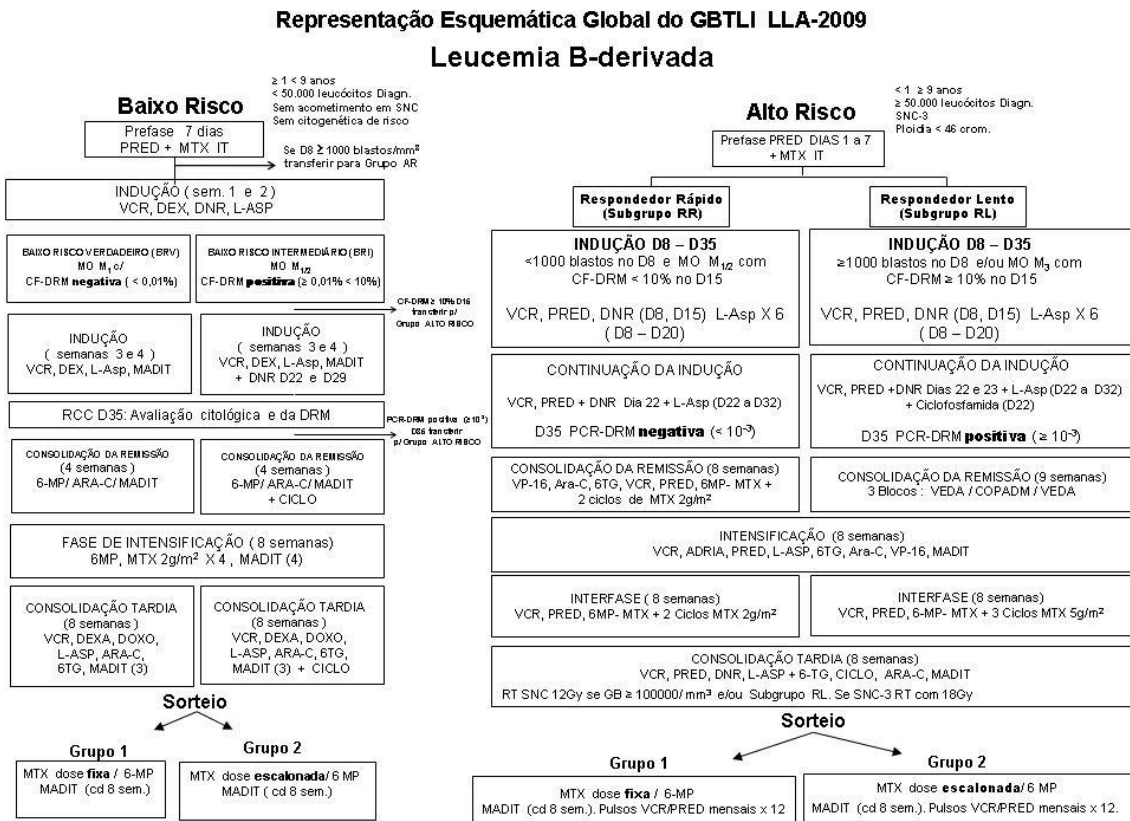 Representação Esquemática Global do GBTLI LLA-2009
Leucemia B-derivada
Baixo Risco
≥ 1 < 9 anos
< 50.000 leucócitos Diagn.
Sem acometimento em SNC
Sem citogenética de risco
Prefase 7 dias
PRED + MTX IT
Se D8 ≥ 1000 blastos/mm³
transferir para Grupo AR
INDUÇÃO ( sem. 1 e 2 )
VCR, DEX, DNR, L-ASP
BAIXO RISCO VERDADEIRO (BRV)
MO M₁ c/
CF-DRM negativa ( < 0,01%)
BAIXO RISCO INTERMEDIÁRIO (BRI)
MO M₁/₂
CF-DRM positiva (≥ 0,01% < 10%)
CF-DRM ≥ 10% D15
transferir p/
Grupo ALTO RISCO
INDUÇÃO
( semanas 3 e 4 )
VCR, DEX, L-Asp, MADIT
INDUÇÃO
( semanas 3 e 4 )
VCR, DEX, L-Asp, MADIT
+ DNR D22 e D29
RCC D35: Avaliação citológica e da DRM
PCR-DRM positiva (≥10⁻³)
D35 transferir
p/ Grupo ALTO RISCO
CONSOLIDAÇÃO DA REMISSÃO
(4 semanas )
6-MP/ ARA-C/ MADIT
CONSOLIDAÇÃO DA REMISSÃO
(4 semanas )
6-MP/ ARA-C/ MADIT
+ CICLO
FASE DE INTENSIFICAÇÃO ( 8 semanas)
6MP, MTX 2g/m² X 4 , MADIT (4)
CONSOLIDAÇÃO TARDIA
(8 semanas )
VCR, DEXA, DOXO,
L-ASP, ARA-C,
6TG, MADIT (3)
CONSOLIDAÇÃO TARDIA
(8 semanas )
VCR, DEXA, DOXO,
L-ASP, ARA-C, 6TG,
MADIT (3) + CICLO
Sorteio
Grupo 1
MTX dose fixa / 6-MP
MADIT (cd 8 sem.)
Grupo 2
MTX dose escalonada/ 6 MP
MADIT ( cd 8 sem.)
Alto Risco
< 1 ≥ 9 anos
≥ 50.000 leucócitos Diagn.
SNC-3
Ploidia < 46 crom.
Prefase PRED DIAS 1 a 7
+ MTX IT
Respondedor Rápido
(Subgrupo RR)
Respondedor Lento
(Subgrupo RL)
INDUÇÃO D8 – D35
<1000 blastos no D8 e MO M₁/₂ com
CF-DRM < 10% no D15
VCR, PRED, DNR (D8, D15) L-Asp X 6
( D8 – D20)
INDUÇÃO D8 – D35
≥1000 blastos no D8 e/ou MO M₃ com
CF-DRM ≥ 10% no D15
VCR, PRED, DNR (D8, D15) L-Asp X 6
(D8 – D20)
CONTINUAÇÃO DA INDUÇÃO
VCR, PRED + DNR Dia 22 + L-Asp (D22 a D32)
D35 PCR-DRM negativa (< 10⁻³)
CONTINUAÇÃO DA INDUÇÃO
VCR, PRED +DNR Dias 22 e 23 + L-Asp (D22 a D32)
+ Ciclofosfamida (D22)
D35 PCR-DRM positiva (≥ 10⁻³)
CONSOLIDAÇÃO DA REMISSÃO (8 semanas)
VP-16, Ara-C, 6TG, VCR, PRED, 6MP- MTX +
2 ciclos de MTX 2g/m²
CONSOLIDAÇÃO DA REMISSÃO (9 semanas)
3 Blocos : VEDA / COPADM / VEDA
INTENSIFICAÇÃO ( 8 semanas)
VCR, ADRIA, PRED, L-ASP, 6TG, Ara-C, VP-16, MADIT
INTERFASE ( 8 semanas)
VCR, PRED, 6MP- MTX + 2 Ciclos MTX 2g/m²
INTERFASE (8 semanas)
VCR, PRED, 6-MP- MTX + 3 Ciclos MTX 5g/m²
CONSOLIDAÇÃO TARDIA (8 semanas)
VCR, PRED, DNR, L-ASP + 6-TG, CICLO, ARA-C, MADIT
RT SNC 12Gy se GB ≥ 100000/ mm³ e/ou Subgrupo RL. Se SNC-3 RT com 18Gy
Sorteio
Grupo 1
MTX dose fixa / 6-MP
MADIT (cd 8 sem.). Pulsos VCR/PRED mensais x 12
Grupo 2
MTX dose escalonada/ 6 MP
MADIT (cd 8 sem.). Pulsos VCR/PRED mensais x 12.